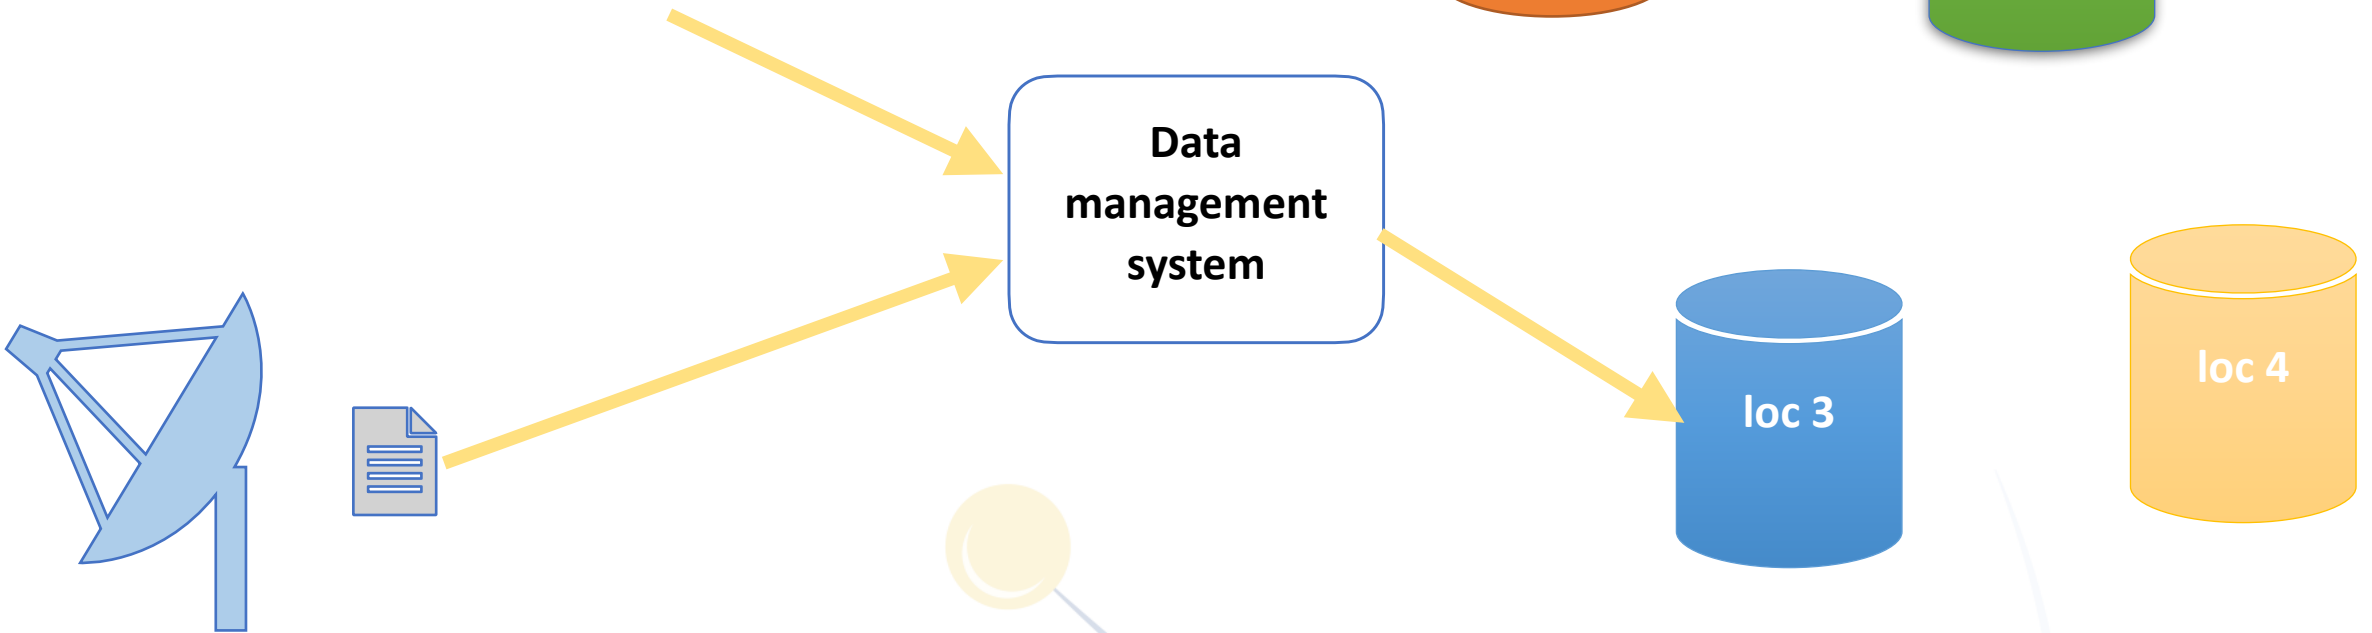 Data
management
system
loc 4
loc 3